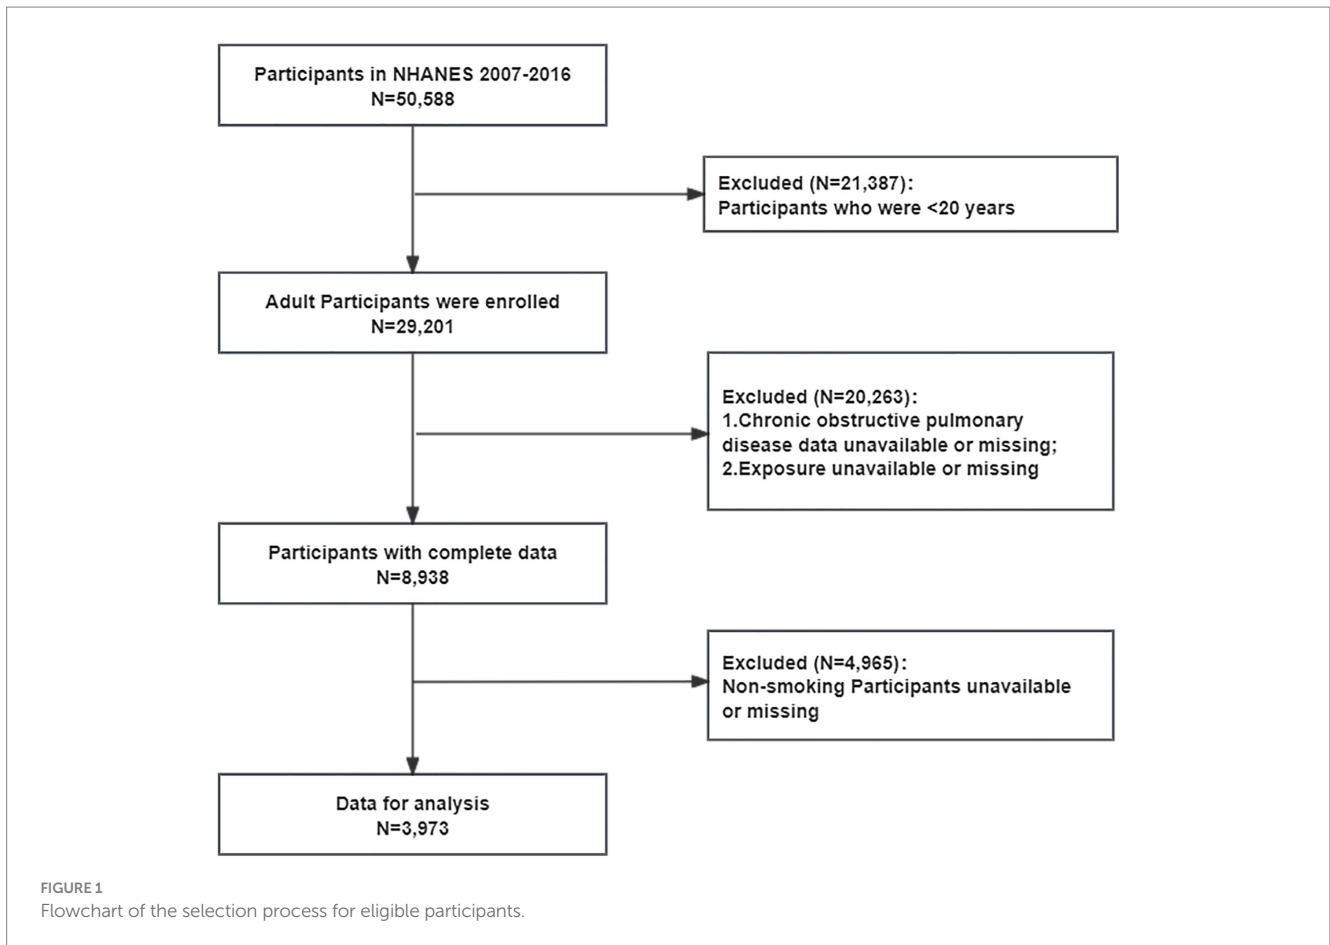 Participants in NHANES 2007-2016
N=50,588
Excluded (N=21,387):
Participants who were <20 years
Adult Participants were enrolled
N=29,201
Excluded (N=20,263):
1.Chronic obstructive pulmonary
disease data unavailable or missing;
2.Exposure unavailable or missing
Participants with complete data
N=8,938
Excluded (N=4,965):
Non-smoking Participants unavailable
or missing
Data for analysis
N=3,973
FIGURE 1
Flowchart of the selection process for eligible participants.